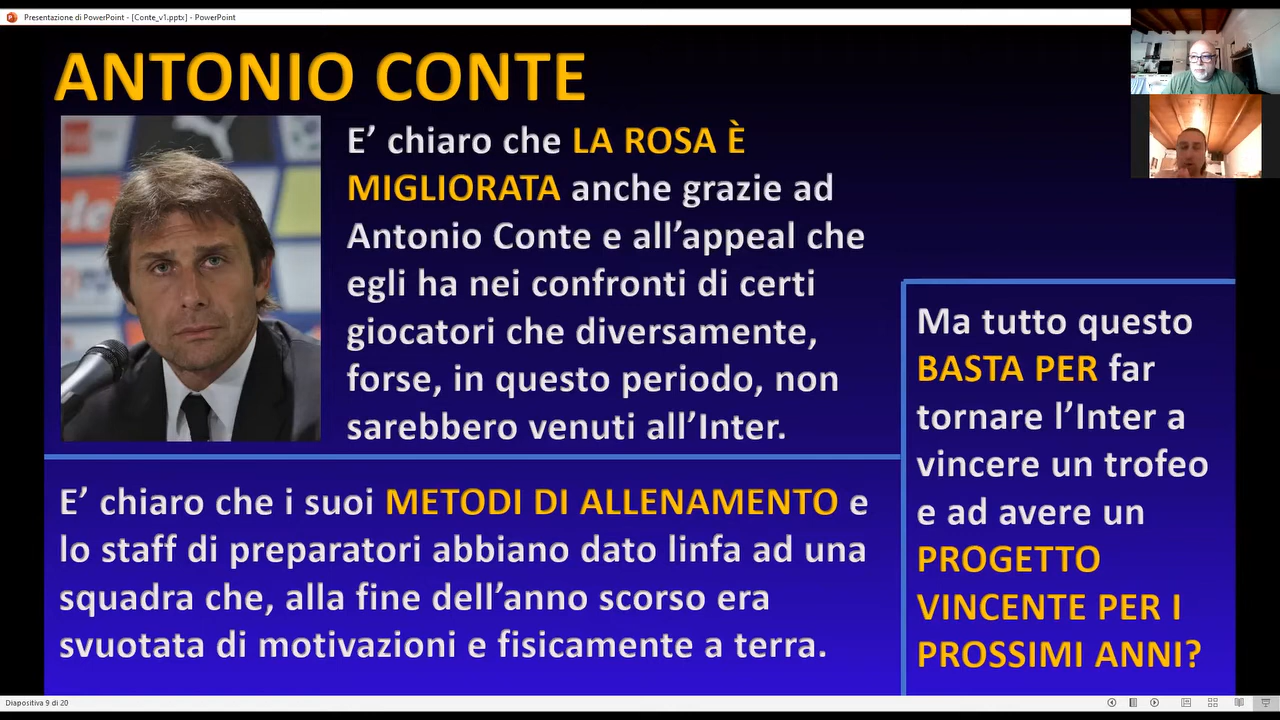 Presentazione di PowerPoint - [Conte_v1.pptx] - PowerPoint
ANTONIO CONTE
E’ chiaro che LA ROSA È
MIGLIORATA anche grazie ad
Antonio Conte e all’appeal che
egli ha nei confronti di certi
giocatori che diversamente,
forse, in questo periodo, non
sarebbero venuti all’Inter.
E’ chiaro che i suoi METODI DI ALLENAMENTO e
lo staff di preparatori abbiano dato linfa ad una
squadra che, alla fine dell’anno scorso era
svuotata di motivazioni e fisicamente a terra.
Ma tutto questo
BASTA PER far
tornare l’Inter a
vincere un trofeo
e ad avere un
PROGETTO
VINCENTE PER I
PROSSIMI ANNI?
Diapositiva 9 di 20